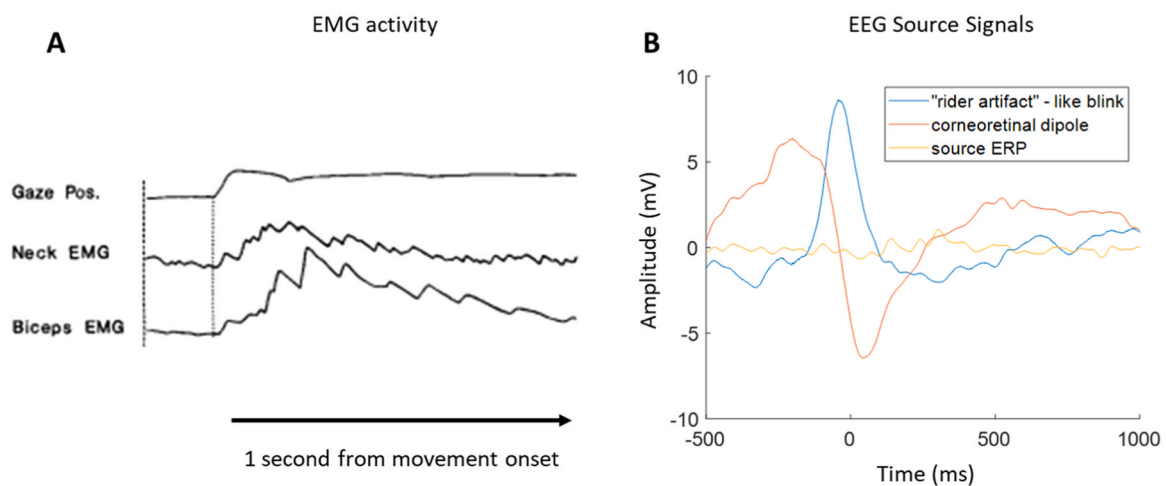 A
EMG activity
Gaze Pos.
Neck EMG
Biceps EMG
1 second from movement onset
B
EEG Source Signals
"rider artifact" - like blink
corneoretinal dipole
source ERP
Amplitude (mV)
10
5
0
-5
-10
-500
0
500
1000
Time (ms)